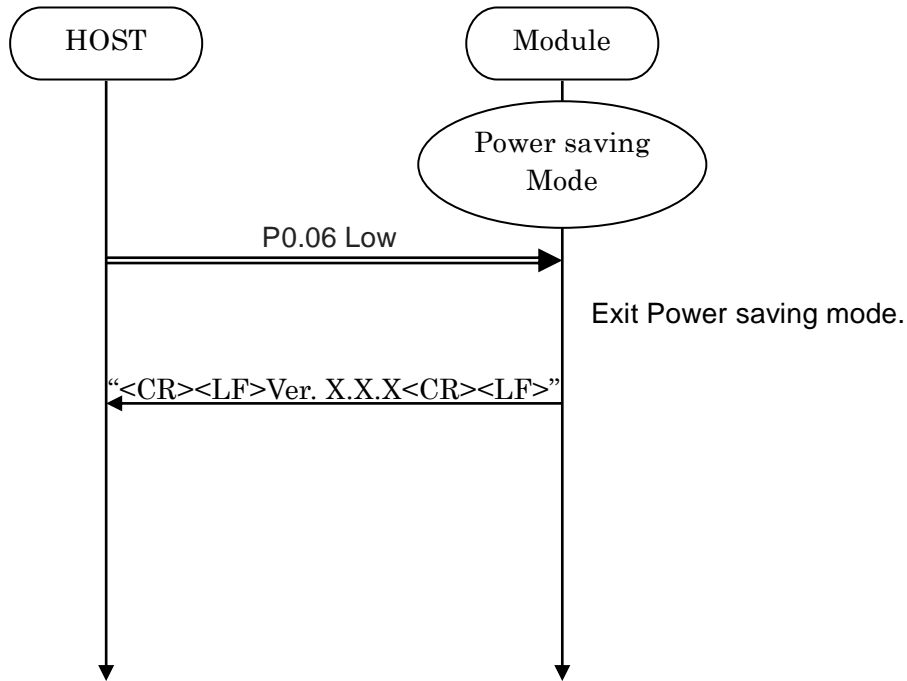 HOST
Module
Power saving
Mode
P0.06 Low
Exit Power saving mode.
“<CR><LF>Ver. X.X.X<CR><LF>”